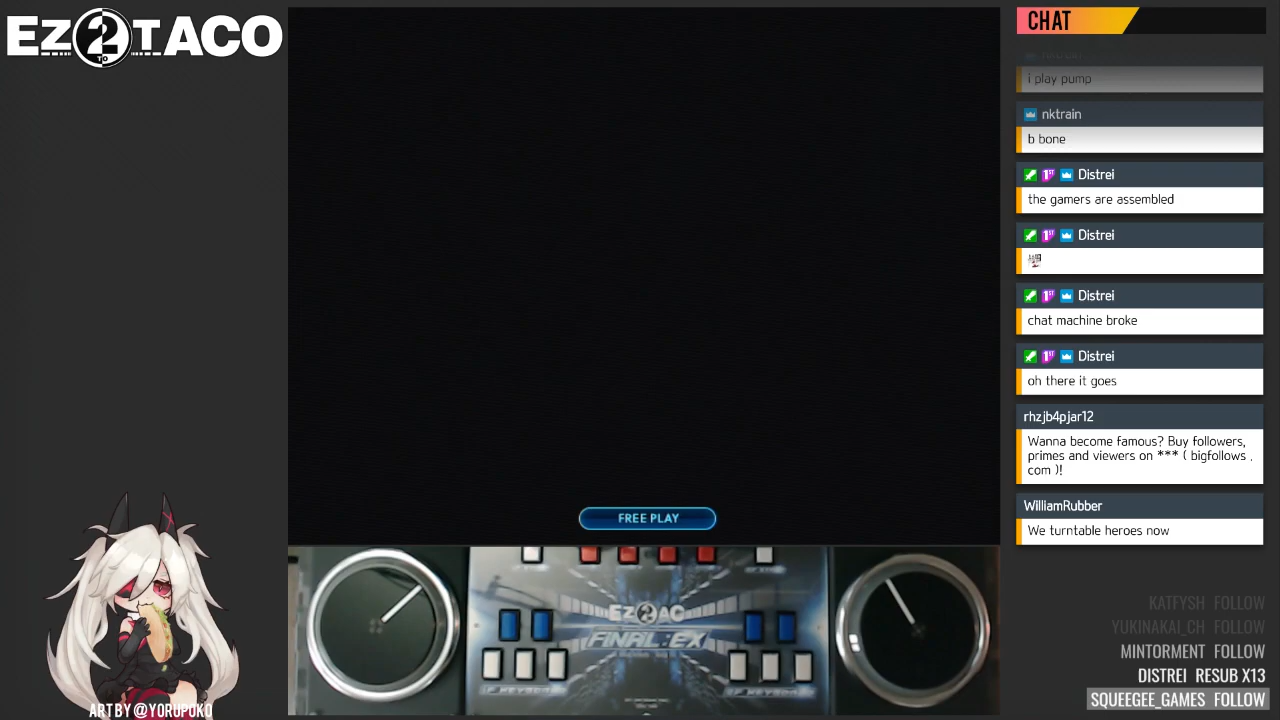 EZ2TACO
TO
CHAT
i play pump
nktrain
b bone
Distrei
the gamers are assembled
Distrei
Distrei
chat machine broke
Distrei
oh there it goes
rhzjb4pjar12
Wanna become famous? Buy followers,
primes and viewers on *** ( bigfollows .
com )!
WilliamRubber
We turntable heroes now
FREE PLAY
EZ2AC
FINAL:EX
KATFYSH FOLLOW
YUKINAKAI_CH FOLLOW
MINTORMENT FOLLOW
DISTREI RESUB X13
SQUEEGEE_GAMES FOLLOW
ART BY @YORUPOKO